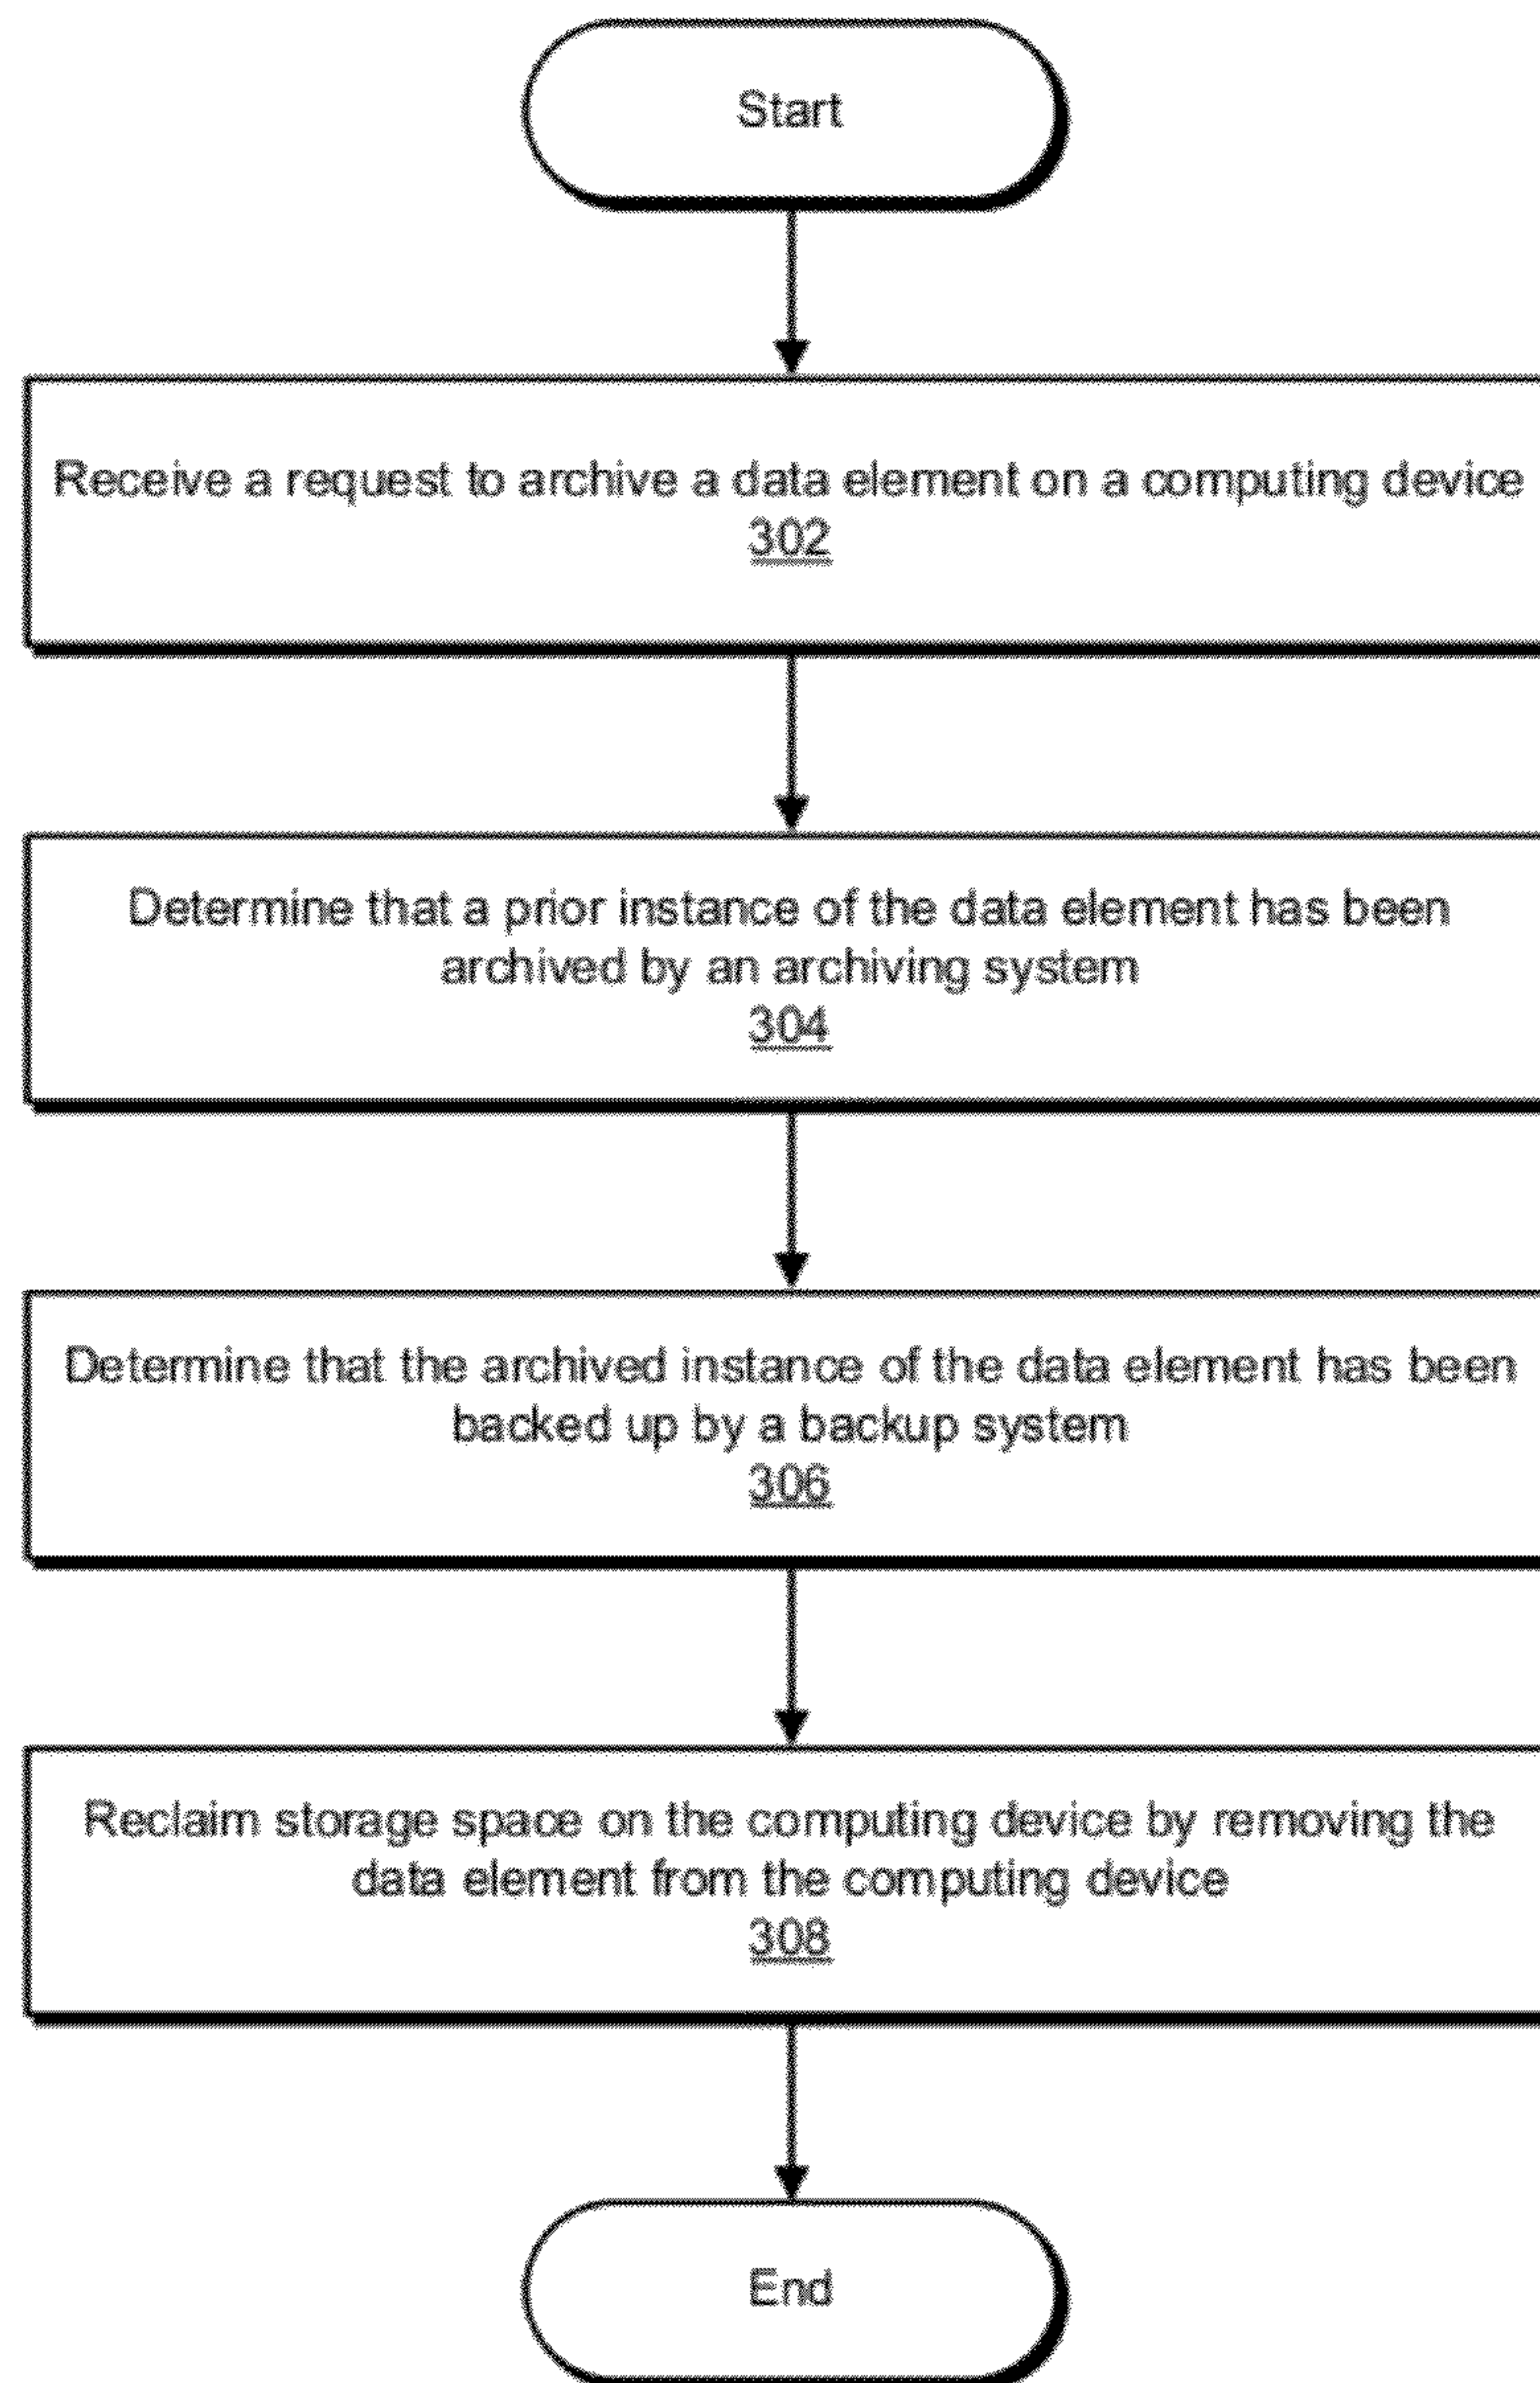 Start
Receive a request to archive a data element on a computing device
302
Determine that a prior instance of the data element has been
archived by an archiving system
304
Determine that the archived instance of the data element has been
backed up by a backup system
306
Reclaim storage space on the computing device by removing the
data element from the computing device
308
End